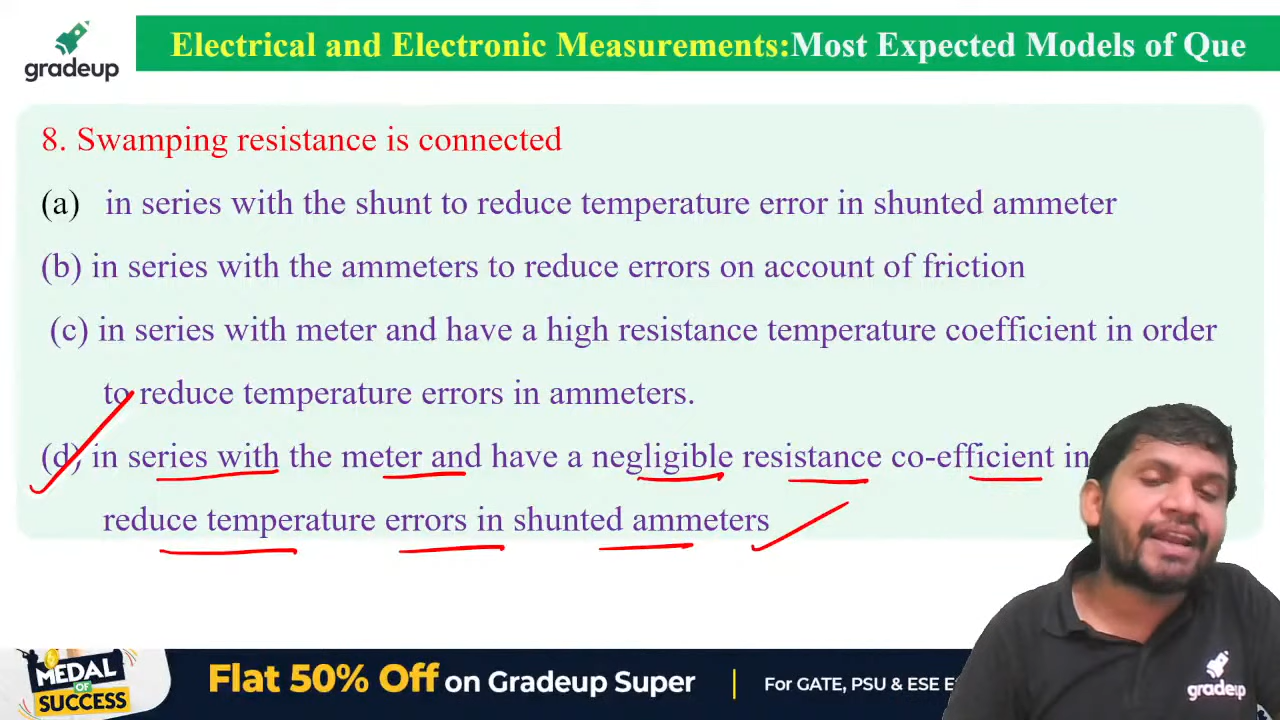 gradeup
Electrical and Electronic Measurements:Most Expected Models of Que
8. Swamping resistance is connected
(a) in series with the shunt to reduce temperature error in shunted ammeter
(b) in series with the ammeters to reduce errors on account of friction
(c) in series with meter and have a high resistance temperature coefficient in order
to reduce temperature errors in ammeters.
(d) in series with the meter and have a negligible resistance co-efficient in
reduce temperature errors in shunted ammeters
gradeup
MEDAL
OF
SUCCESS
Flat 50% Off on Gradeup Super
For GATE, PSU & ESE E